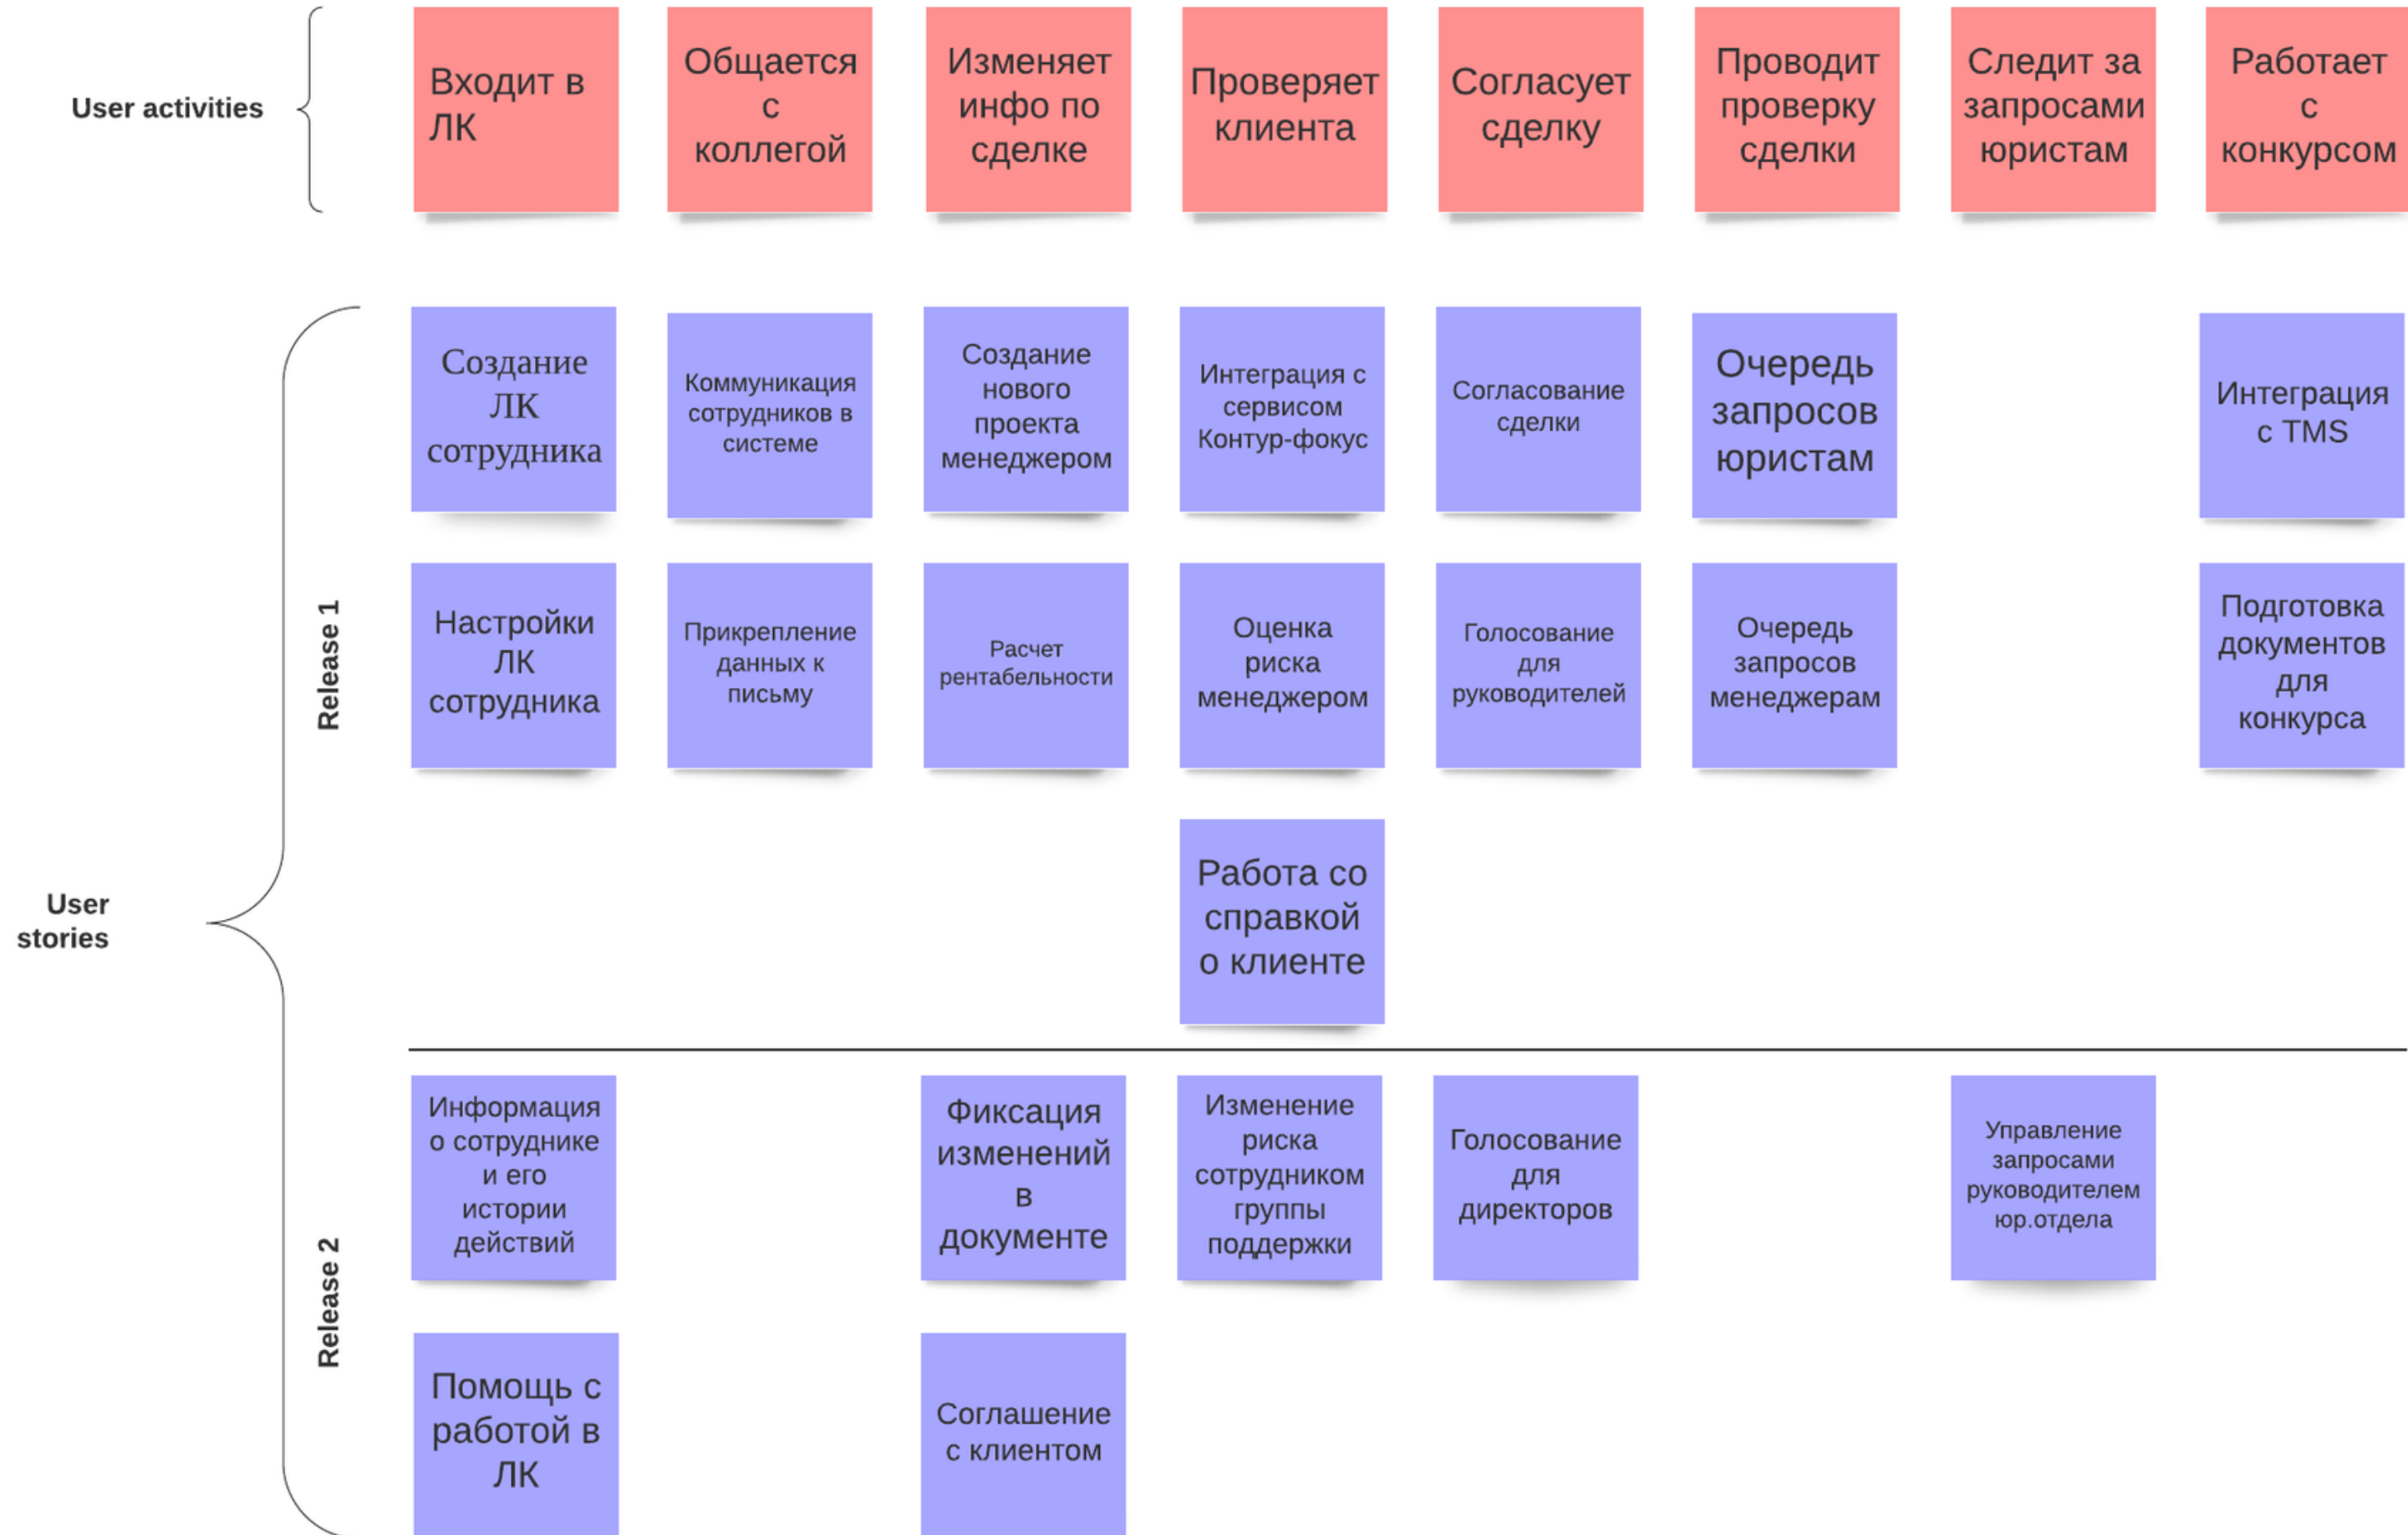 User activities
Входит в
ЛК
Общается
с
коллегой
Изменяет
инфо по
сделке
Проверяет
клиента
Согласует
сделку
Проводит
проверку
сделки
Следит за
запросами
юристам
Работает
с
конкурсом
User
stories
Release 1
Создание
ЛК
сотрудника
Коммуникация
сотрудников в
системе
Создание
нового
проекта
менеджером
Интеграция с
сервисом
Контур-фокус
Согласование
сделки
Очередь
запросов
юристам
Интеграция
с TMS
Настройки
ЛК
сотрудника
Прикрепление
данных к
письму
Расчет
рентабельности
Оценка
риска
менеджером
Голосование
для
руководителей
Очередь
запросов
менеджерам
Подготовка
документов
для
конкурса
Работа со
справкой
о клиенте
Release 2
Информация
о сотруднике
и его
истории
действий
Фиксация
изменений
в
документе
Изменение
риска
сотрудником
группы
поддержки
Голосование
для
директоров
Управление
запросами
руководителем
юр.отдела
Помощь с
работой в
ЛК
Соглашение
с клиентом